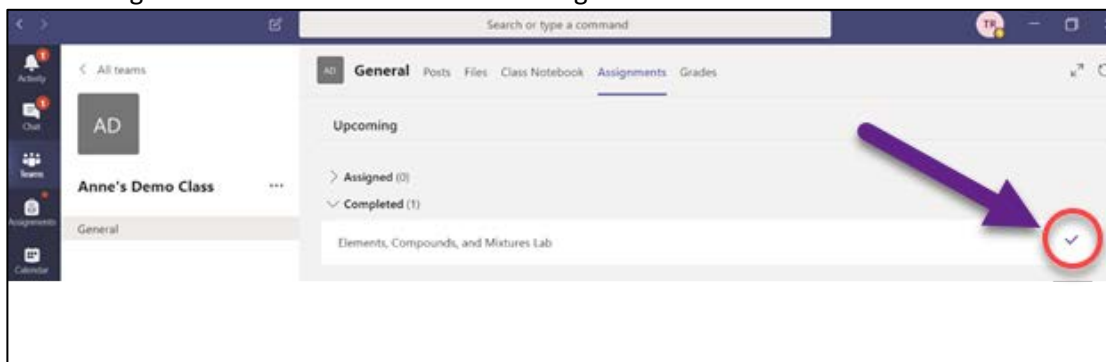 Search or type a command
TR
Activity
Chat
Teams
Assignments
Calendar
All teams
AD
Anne's Demo Class
General
AD General Posts Files Class Notebook Assignments Grades
Upcoming
Assigned (0)
Completed (1)
Elements, Compounds, and Mixtures Lab